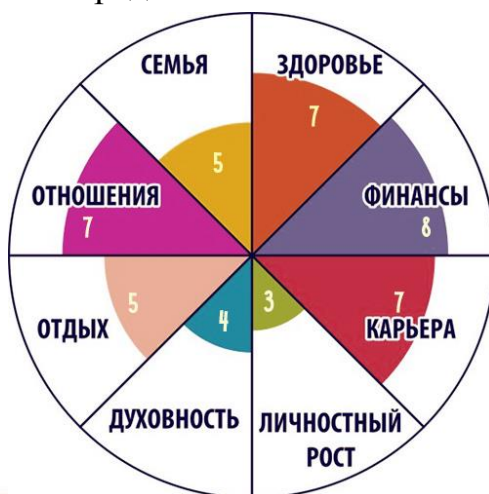 СЕМЬЯ
ЗДОРОВЬЕ
7
5
ОТНОШЕНИЯ
7
ФИНАНСЫ
8
5
ОТДЫХ
4
3
7
КАРЬЕРА
ДУХОВНОСТЬ
ЛИЧНОСТНЫЙ
РОСТ